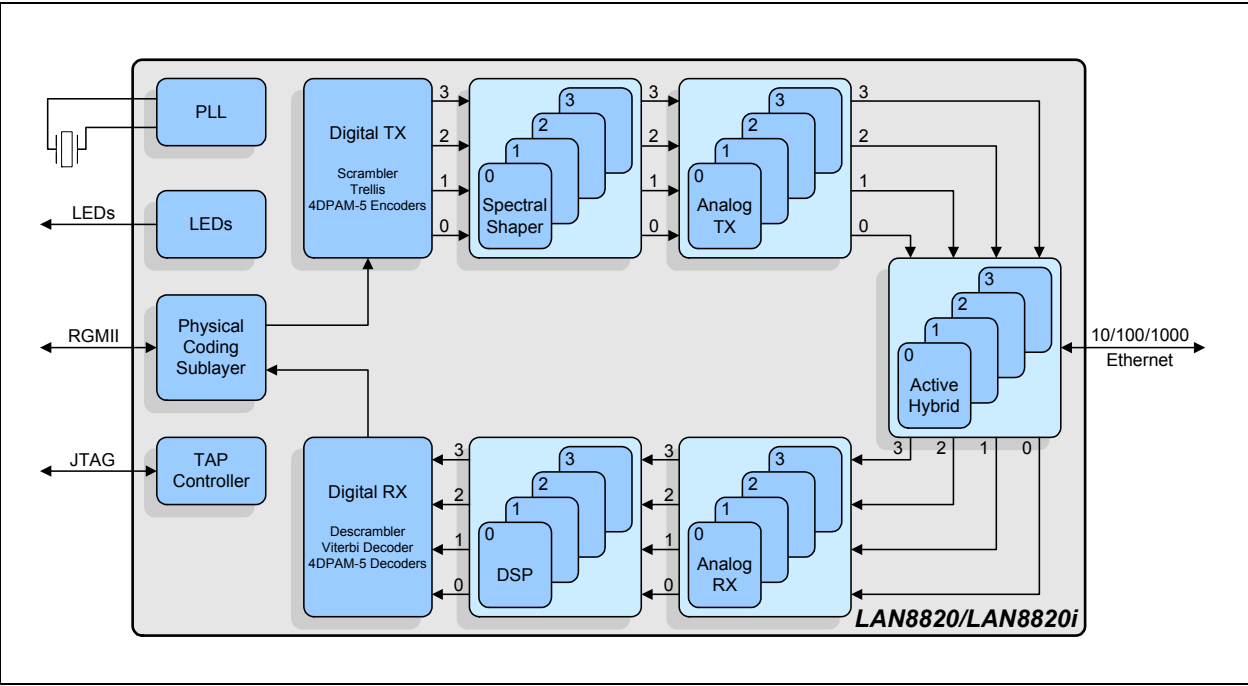 PLL
LEDs
LEDs
RGMII
Physical
Coding
Sublayer
JTAG
TAP
Controller
Digital TX
Scrambler
Trellis
4DPAM-5 Encoders
3
2
1
0
3
2
1
0
Spectral
Shaper
3
2
1
0
3
2
1
0
Analog
TX
3
2
1
0
3
2
1
0
Active
Hybrid
10/100/1000
Ethernet
3 2 1 0
3
2
1
0
Analog
RX
3
2
1
0
3
2
1
0
DSP
3
2
1
0
Digital RX
Descrambler
Viterbi Decoder
4DPAM-5 Decoders
LAN8820/LAN8820i